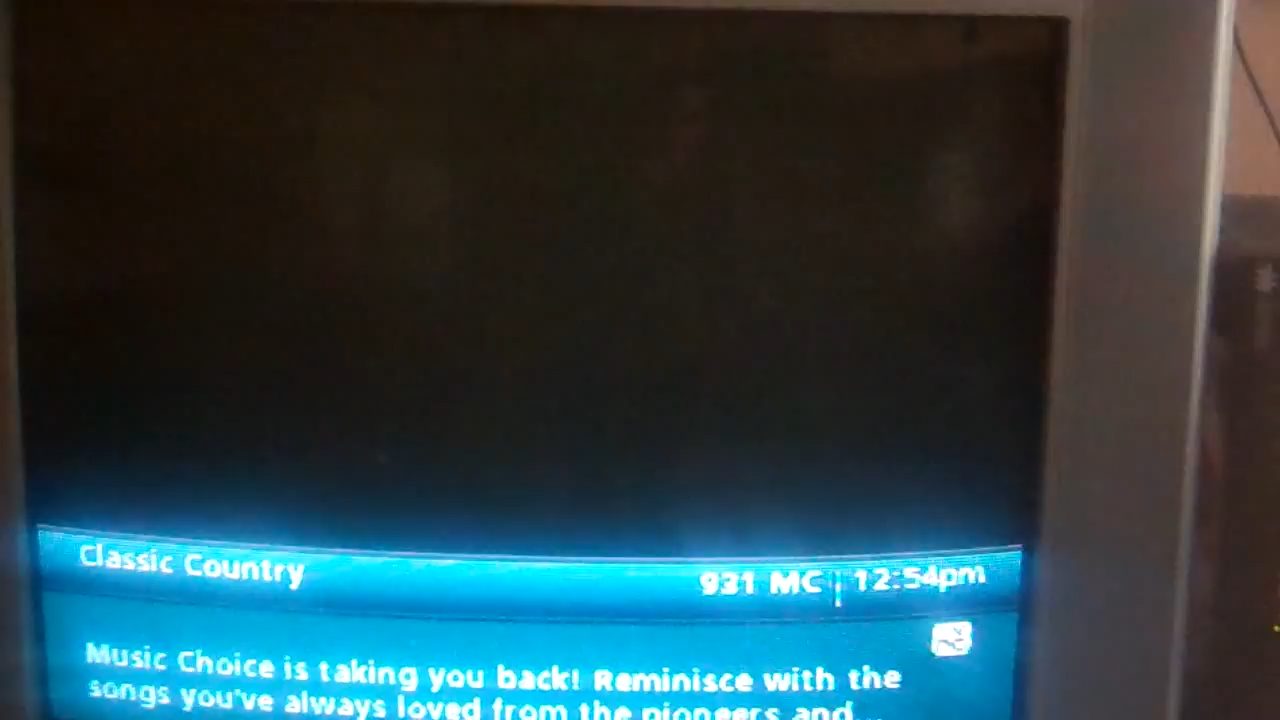 Classic Country
931 MC | 12:54pm
Music Choice is taking you back! Reminisce with the
songs you've always loved from the pioneers and...